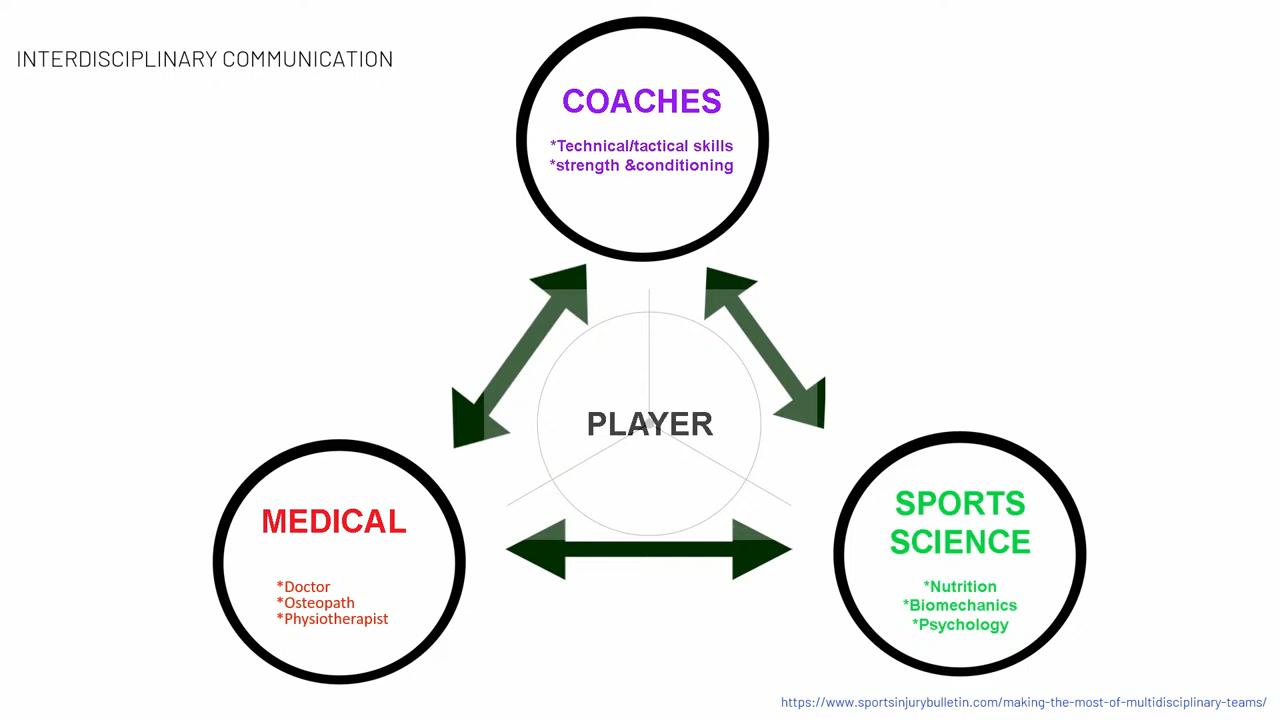 INTERDISCIPLINARY COMMUNICATION
COACHES
*Technical/tactical skills
*strength &conditioning
PLAYER
MEDICAL
*Doctor
*Osteopath
*Physiotherapist
SPORTS
SCIENCE
*Nutrition
*Biomechanics
*Psychology
https://www.sportsinjurybulletin.com/making-the-most-of-multidisciplinary-teams/